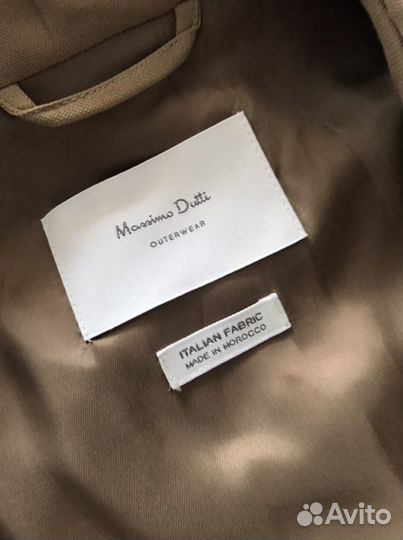 Massimo Dutti
OUTERWEAR
ITALIAN FABRIC
MADE IN MOROCCO
Avito